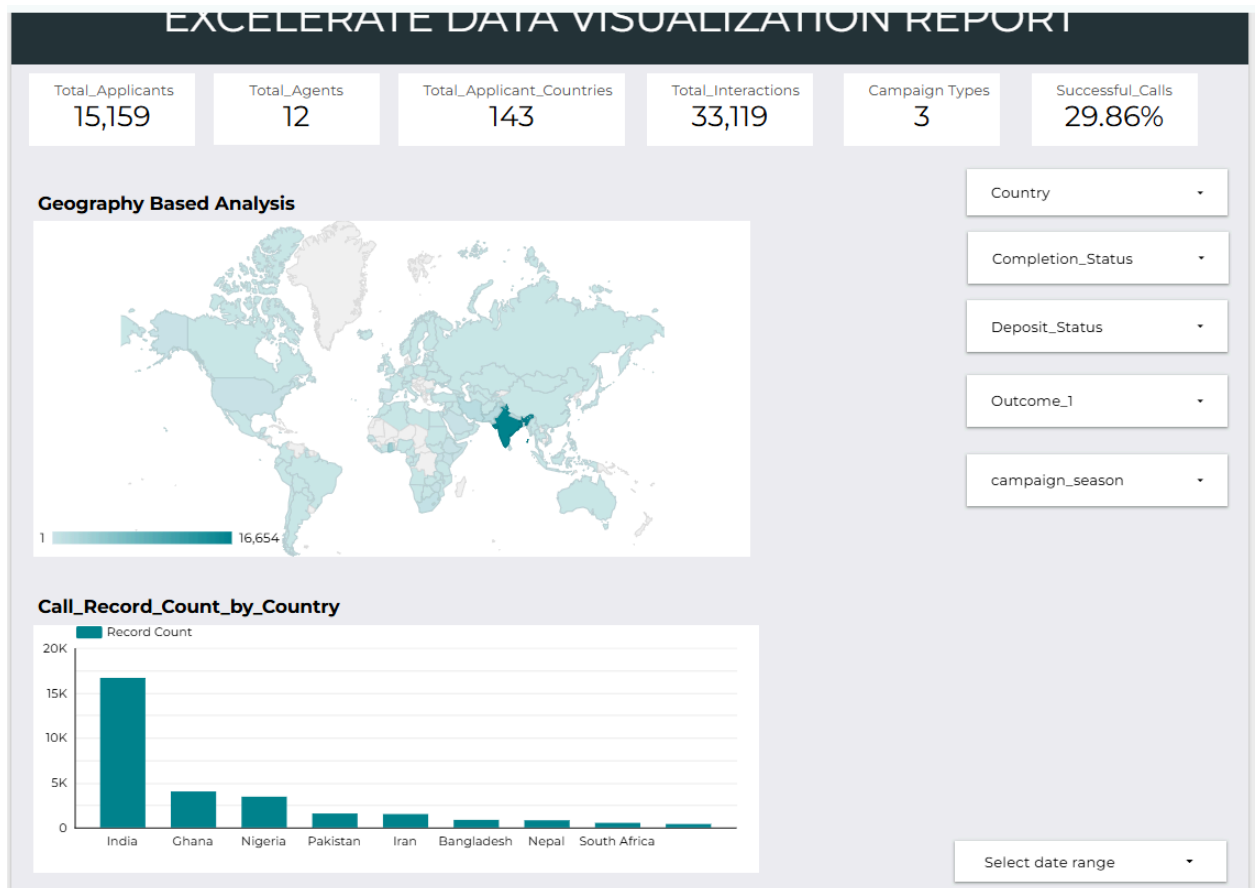 EXCELERATE DATA VISUALIZATION REPORT
Total_Applicants
15,159
Total_Agents
12
Total_Applicant_Countries
143
Total_Interactions
33,119
Campaign Types
3
Successful_Calls
29.86%
Country
Completion_Status
Deposit_Status
Outcome_1
campaign_season
Geography Based Analysis
1
16,654
Call_Record_Count_by_Country
Record Count
20K
15K
10K
5K
0
India
Ghana
Nigeria
Pakistan
Iran
Bangladesh
Nepal
South Africa
Select date range